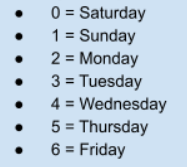 ● 0 = Saturday
● 1 = Sunday
● 2 = Monday
● 3 = Tuesday
● 4 = Wednesday
● 5 = Thursday
● 6 = Friday